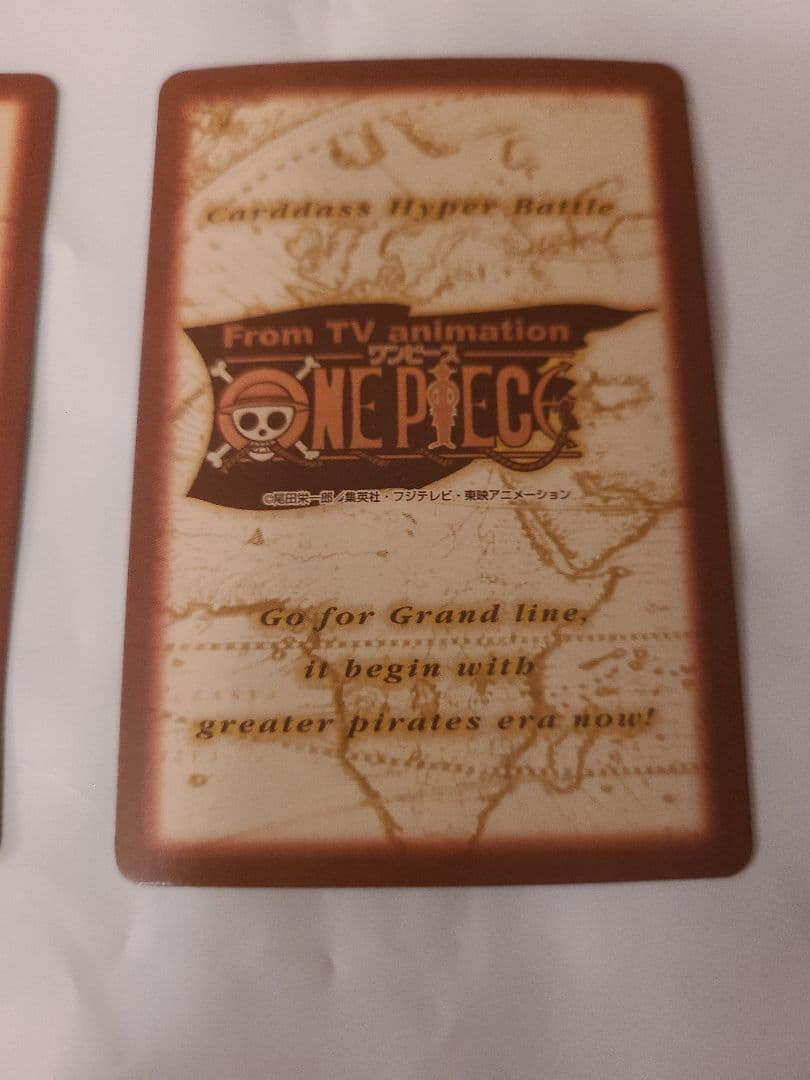 Carddass Hyper Battle
From TV animation
ワンピース
ONE PIECE
©尾田栄一郎／集英社・フジテレビ・東映アニメーション
Go for Grand line,
it begin with
greater pirates era now!